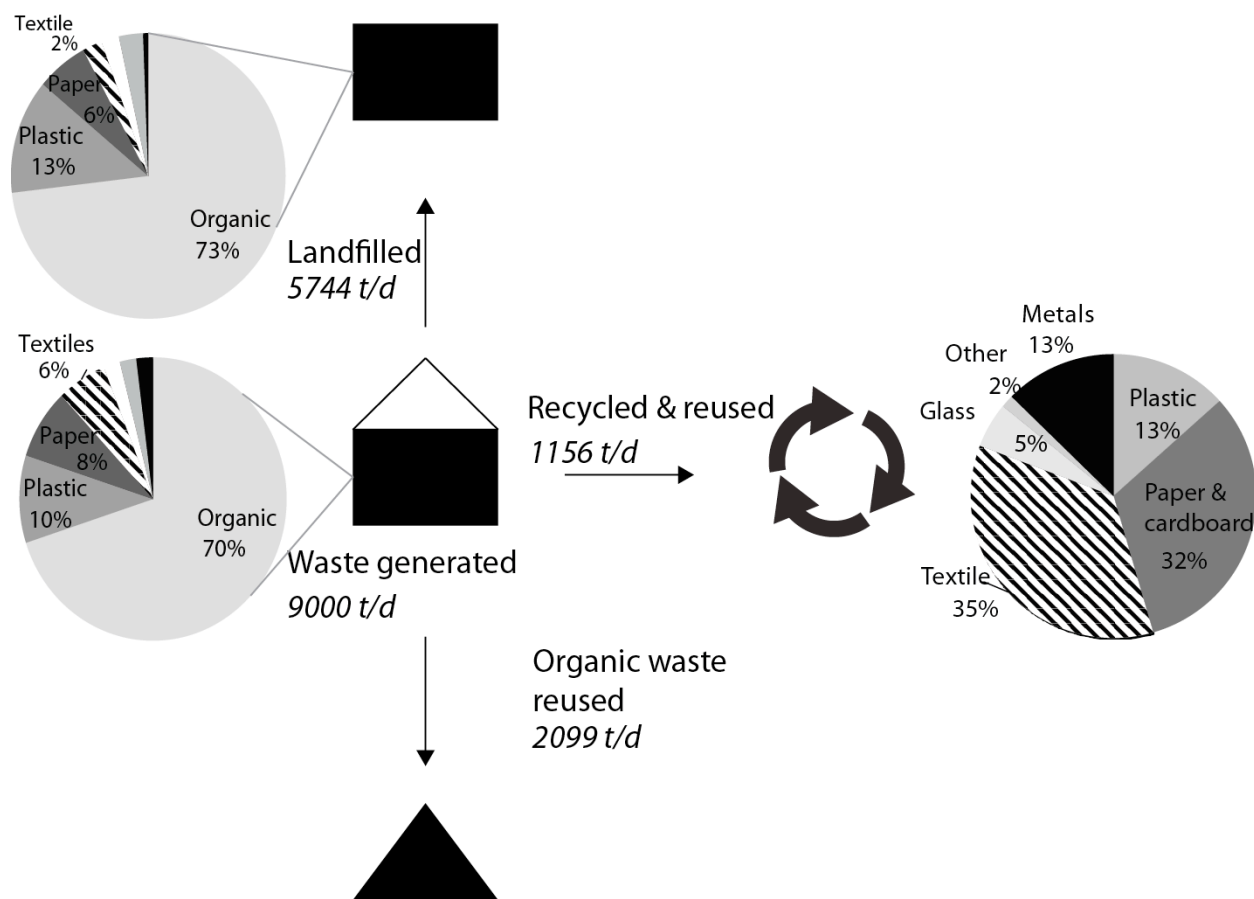 Textile
2%
Paper
6%
Plastic
13%
Organic
73%
Landfilled
5744 t/d
Textiles
6%
Paper
8%
Plastic
10%
Organic
70%
Waste generated
9000 t/d
Recycled & reused
1156 t/d
Organic waste
reused
2099 t/d
Metals
13%
Other
2%
Glass
5%
Plastic
13%
Paper &
cardboard
32%
Textile
35%